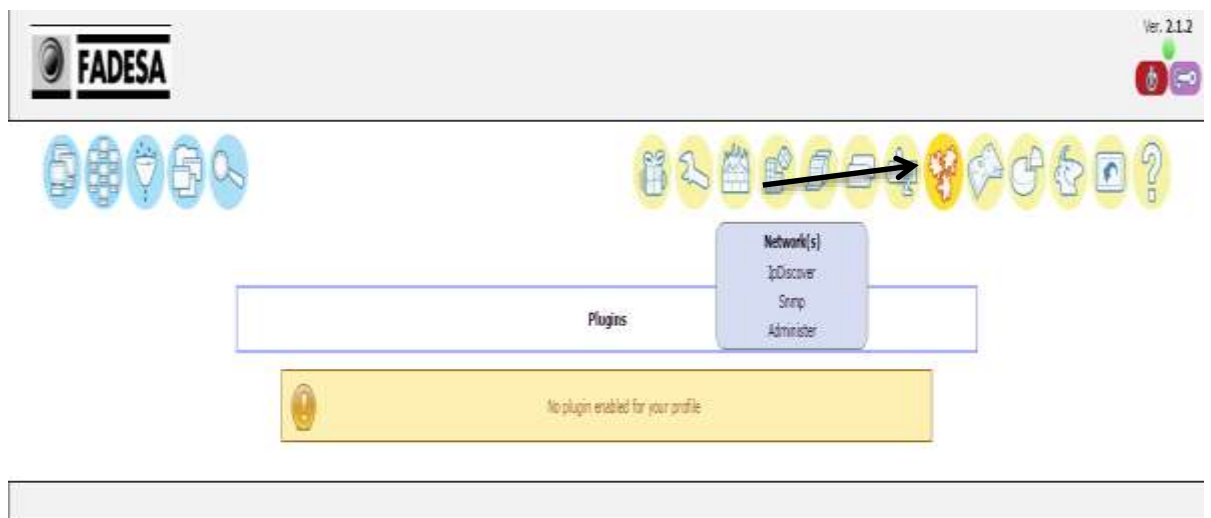 FADESA
Ver. 2.1.2
Network(s)
IpDiscover
Snmp
Administer
Plugins
No plugin enabled for your profile